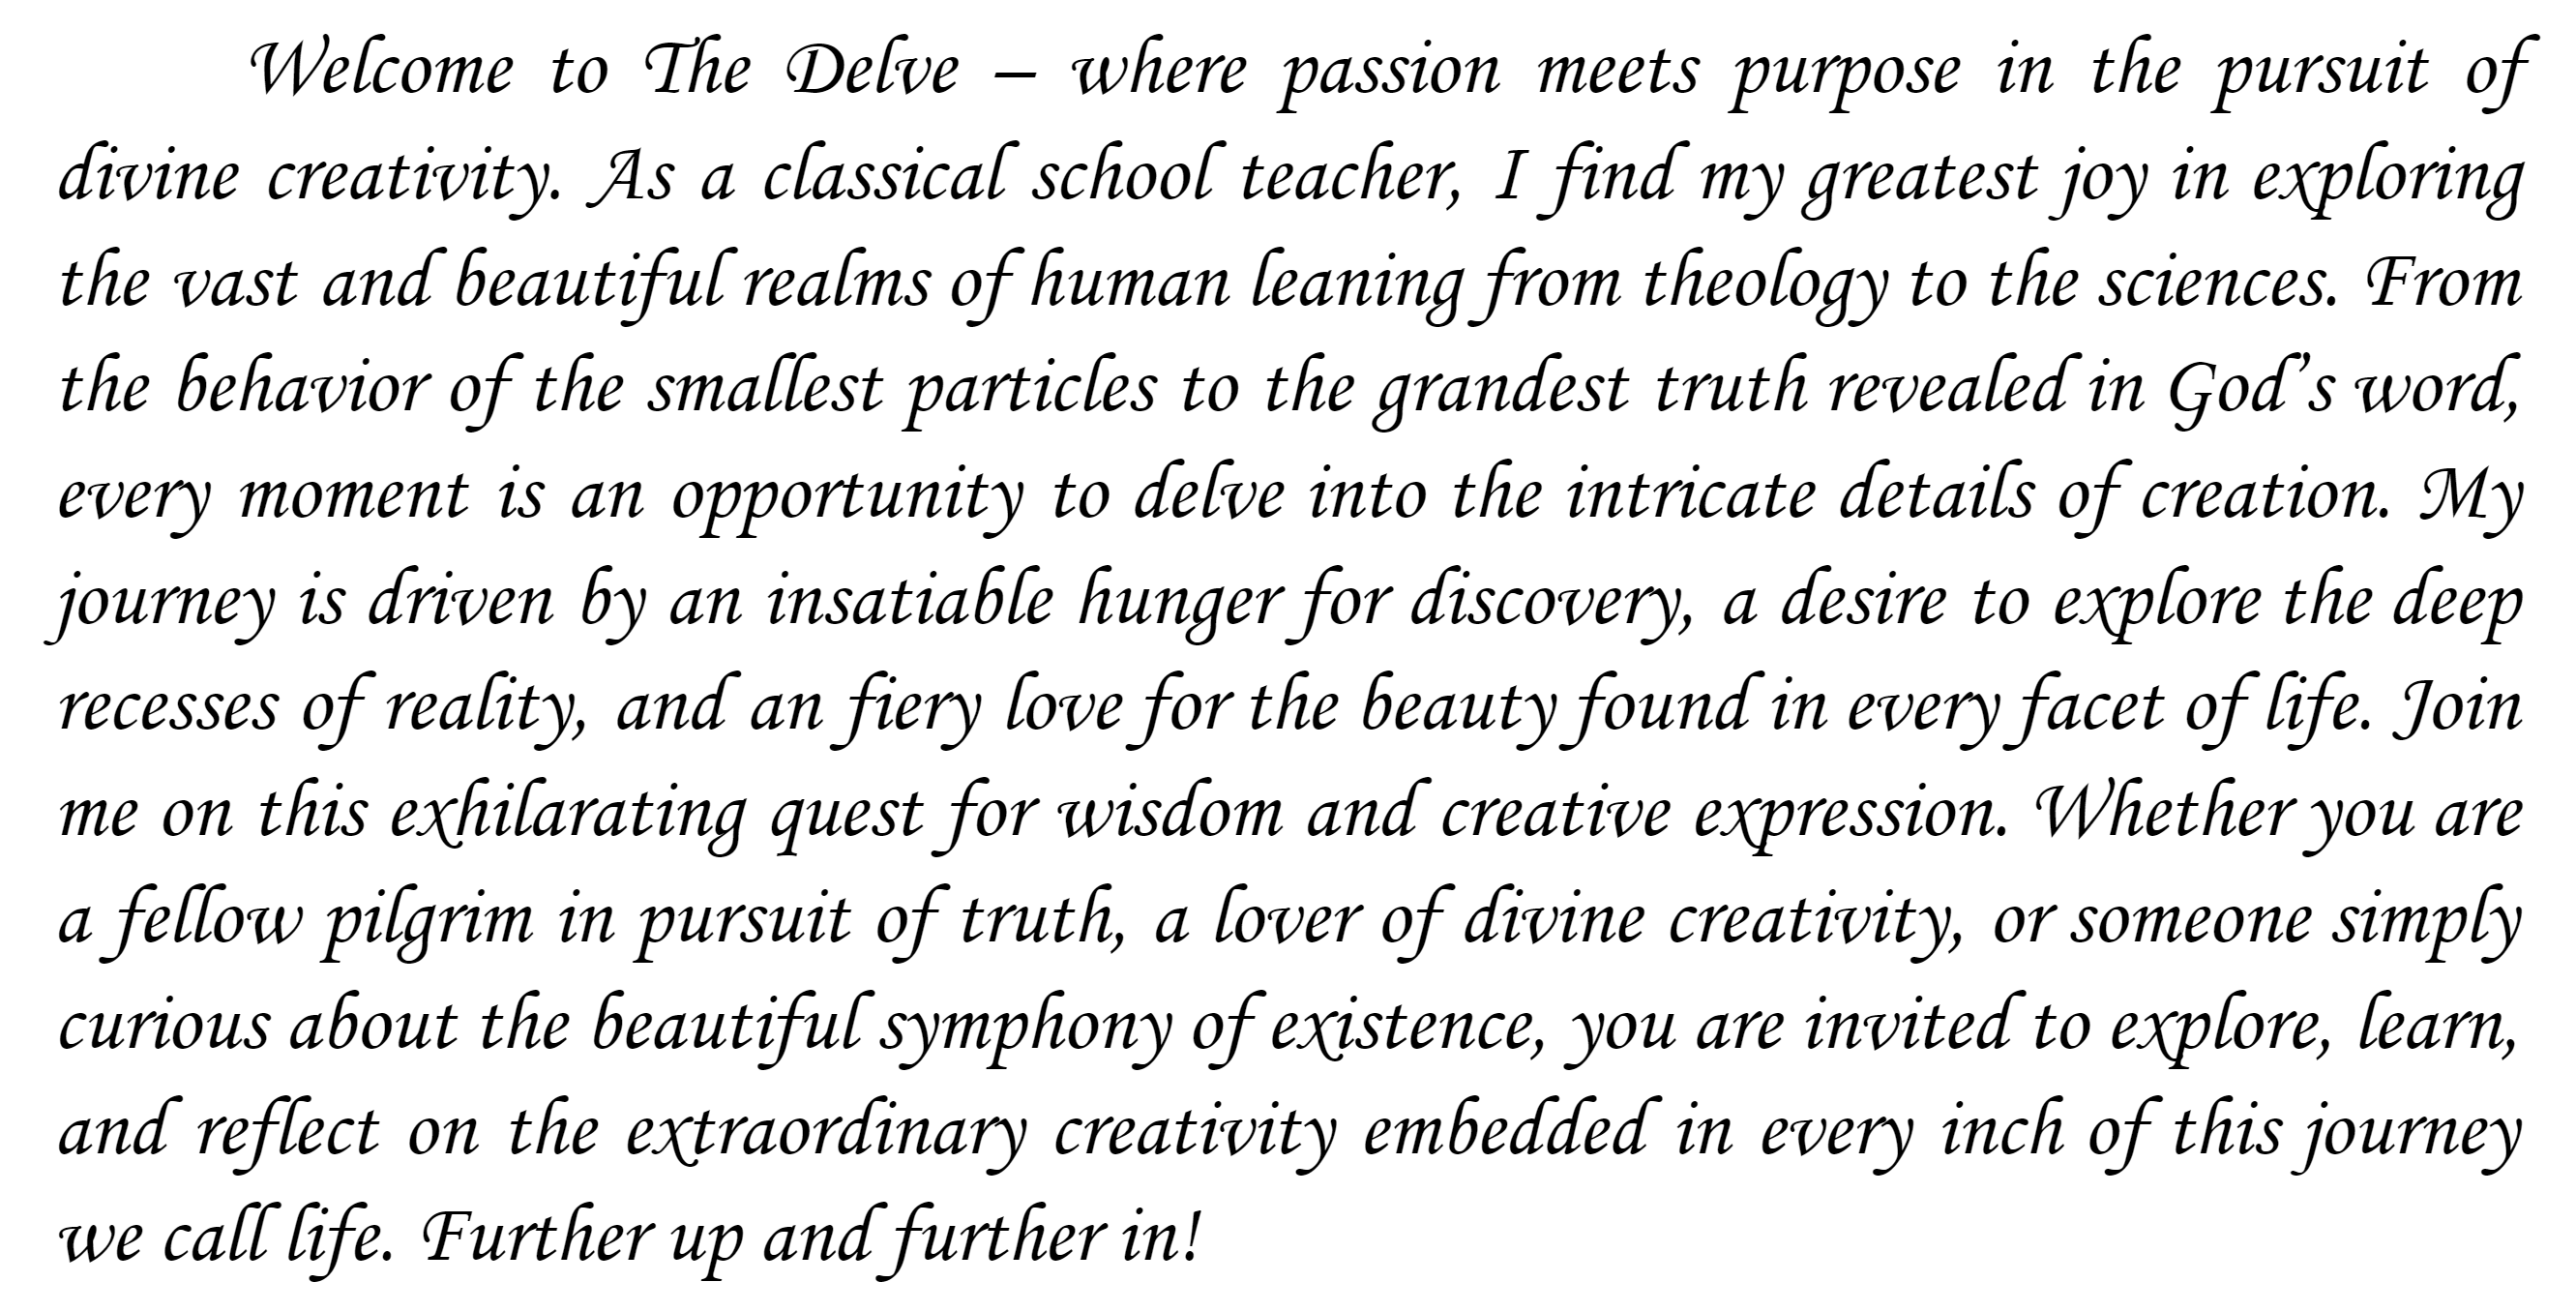 Welcome to The Delve – where passion meets purpose in the pursuit of
divine creativity. As a classical school teacher, I find my greatest joy in exploring
the vast and beautiful realms of human leaning from theology to the sciences. From
the behavior of the smallest particles to the grandest truth revealed in God’s word,
every moment is an opportunity to delve into the intricate details of creation. My
journey is driven by an insatiable hunger for discovery, a desire to explore the deep
recesses of reality, and an fiery love for the beauty found in every facet of life. Join
me on this exhilarating quest for wisdom and creative expression. Whether you are
a fellow pilgrim in pursuit of truth, a lover of divine creativity, or someone simply
curious about the beautiful symphony of existence, you are invited to explore, learn,
and reflect on the extraordinary creativity embedded in every inch of this journey
we call life. Further up and further in!